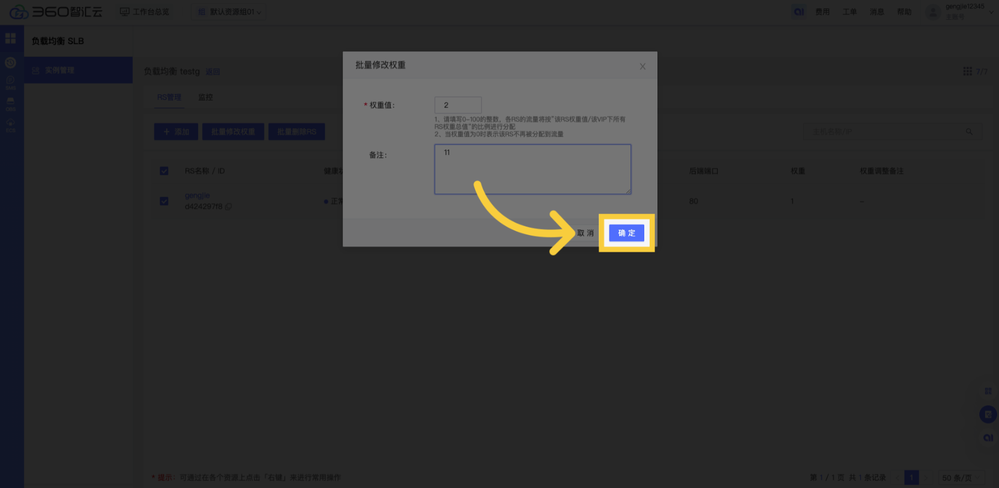 360智汇云
工作台总览
组 默认资源组01
费用
工单
消息
帮助
gengjie12345
主账号
负载均衡 SLB
实例管理
负载均衡 testg 返回
7/7
RS管理
监控
+ 添加
批量修改权重
批量删除RS
主机名称/IP
RS名称 / ID
健康状
后端端口
权重
权重调整备注
gengjie
d42429718
正常
80
1
-
批量修改权重
* 权重值：
2
1、请填写0-100的整数，各RS的流量将按"该RS权重值/该VIP下所有
RS权重总值"的比例进行分配
2、当权重值为0时表示该RS不再被分配到流量
备注：
11
取 消
确 定
* 提示：可通过在各个资源上点击「右键」来进行常用操作
第 1 / 1 页 共 1 条记录
1
50 条/页